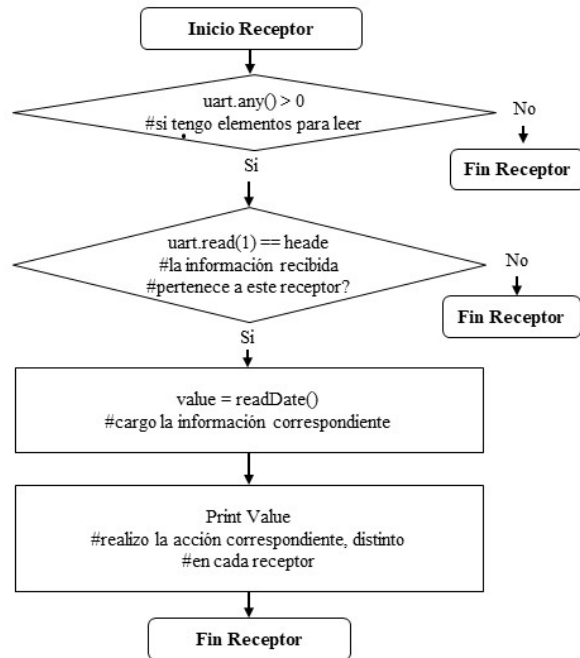 Inicio Receptor
uart.any() > 0
#si tengo elementos para leer
No
Fin Receptor
Si
uart.read(1) == heade
#la información recibida
#pertenece a este receptor?
No
Fin Receptor
Si
value = readDate()
#cargo la información correspondiente
Print Value
#realizo la acción correspondiente, distinto
#en cada receptor
Fin Receptor